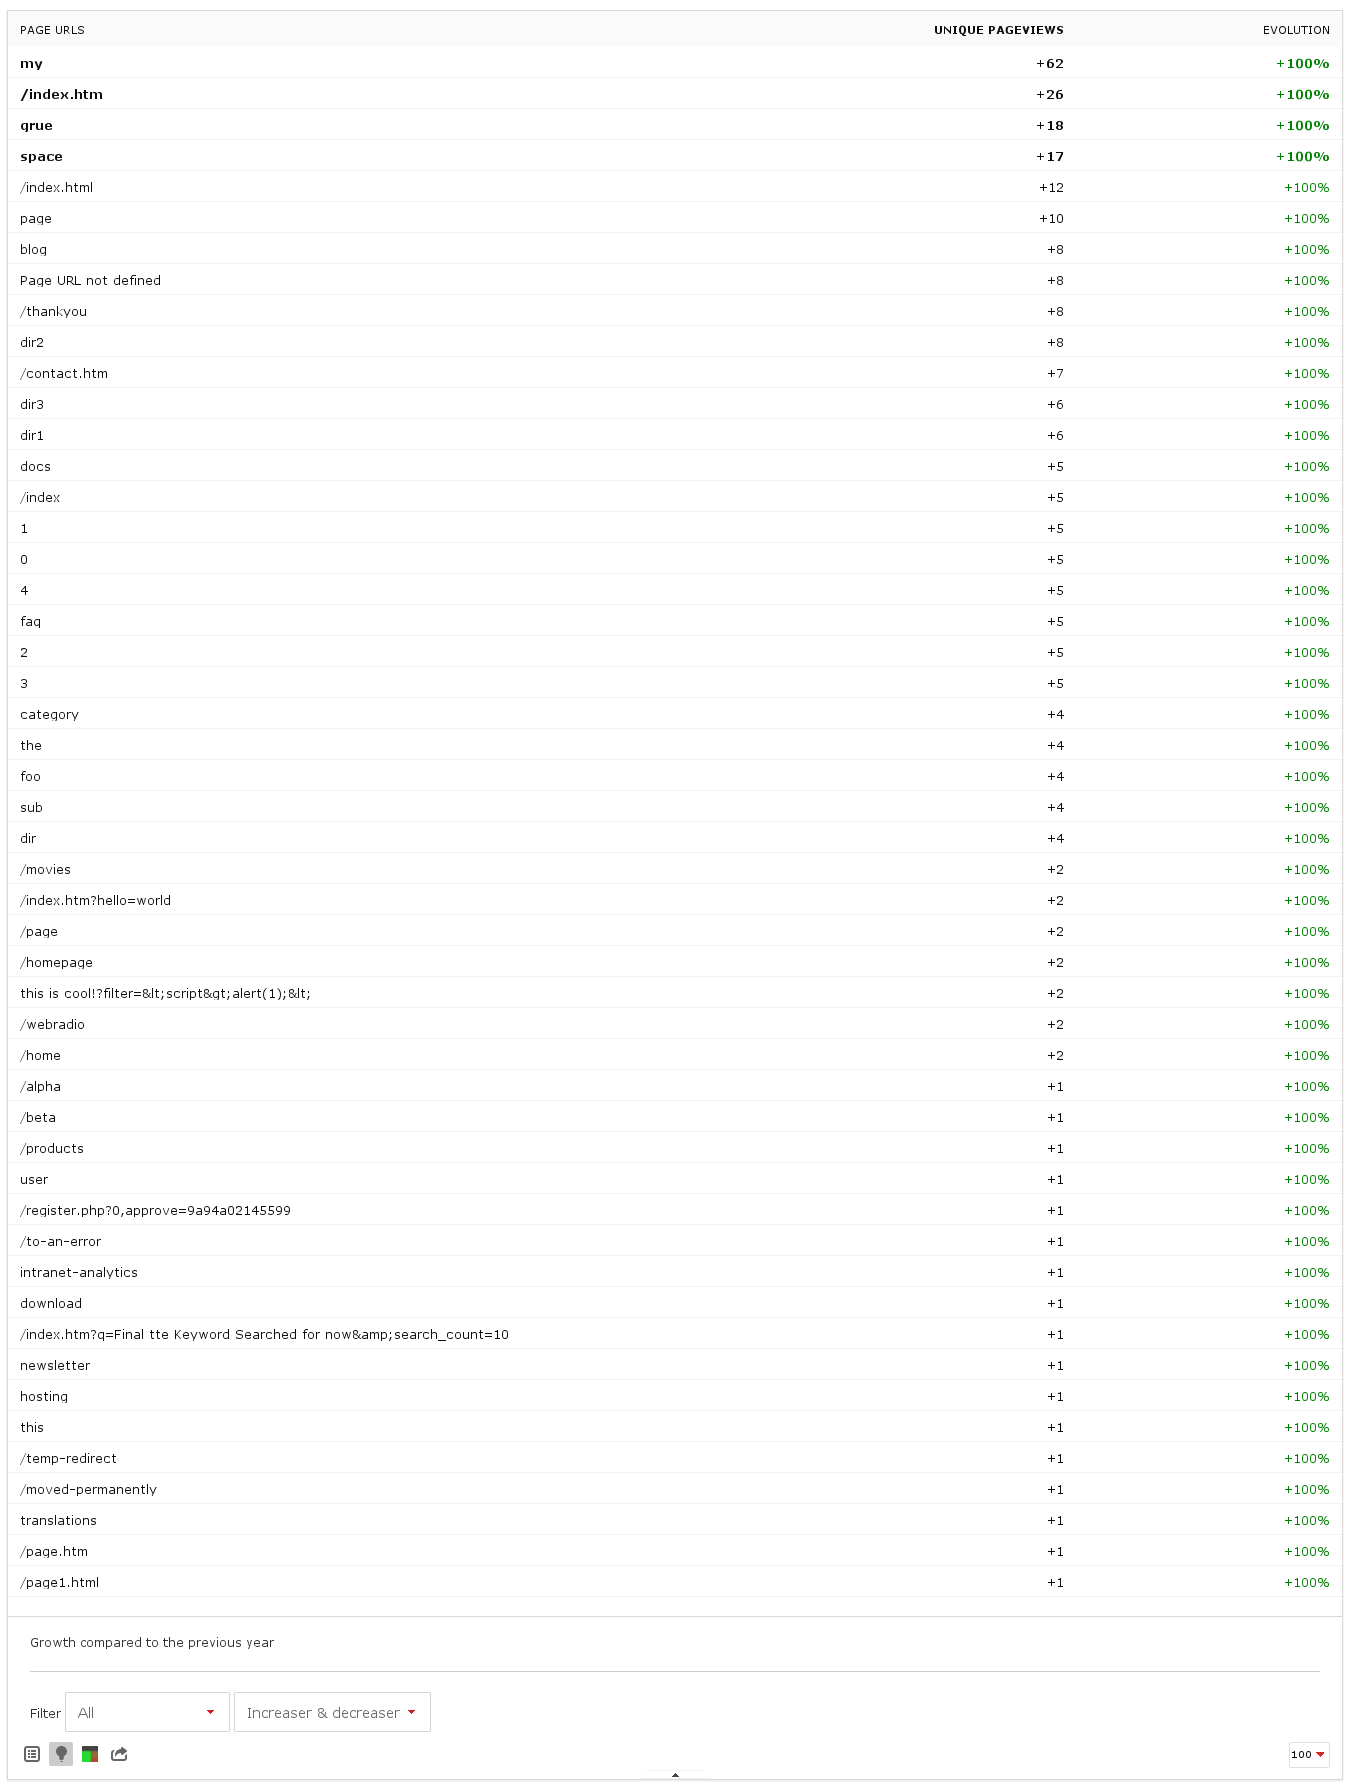 PAGE URLS UNIQUE PAGEVIEWS EVOLUTION
my +62 +100%
/index.htm +26 +100%
grue +18 +100%
space +17 +100%
/index.html +12 +100%
page +10 +100%
blog +8 +100%
Page URL not defined +8 +100%
/thankyou +8 +100%
dir2 +8 +100%
/contact.htm +7 +100%
dir3 +6 +100%
dir1 +6 +100%
docs +5 +100%
/index +5 +100%
1 +5 +100%
0 +5 +100%
4 +5 +100%
faq +5 +100%
2 +5 +100%
3 +5 +100%
category +4 +100%
the +4 +100%
foo +4 +100%
sub +4 +100%
dir +4 +100%
/movies +2 +100%
/index.htm?hello=world +2 +100%
/page +2 +100%
/homepage +2 +100%
this is cool!?filter=&lt;script&gt;alert(1);&lt; +2 +100%
/webradio +2 +100%
/home +2 +100%
/alpha +1 +100%
/beta +1 +100%
/products +1 +100%
user +1 +100%
/register.php?0,approve=9a94a02145599 +1 +100%
/to-an-error +1 +100%
intranet-analytics +1 +100%
download +1 +100%
/index.htm?q=Final tte Keyword Searched for now&amp;search_count=10 +1 +100%
newsletter +1 +100%
hosting +1 +100%
this +1 +100%
/temp-redirect +1 +100%
/moved-permanently +1 +100%
translations +1 +100%
/page.htm +1 +100%
/page1.html +1 +100%
Growth compared to the previous year
Filter All Increaser & decreaser
100